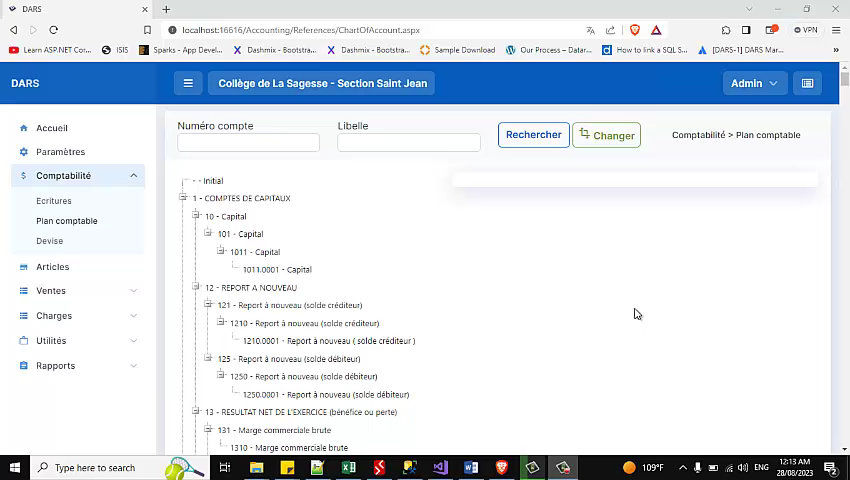 DARS
localhost:16616/Accounting/References/ChartOfAccount.aspx
VPN
Learn ASP.NET Cor...
ISIS
Sparks - App Devel...
Dashmix - Bootstra...
Dashmix - Bootstra...
Sample Download
Our Process – Datar...
How to link a SQL S...
[DARS-1] DARS Mar...
DARS
Collège de La Sagesse - Section Saint Jean
Admin
Accueil
Paramètres
Comptabilité
Ecritures
Plan comptable
Devise
Articles
Ventes
Charges
Utilités
Rapports
Numéro compte
Libelle
Rechercher
Changer
Comptabilité > Plan comptable
- - Initial
1 - COMPTES DE CAPITAUX
10 - Capital
101 - Capital
1011 - Capital
1011.0001 - Capital
12 - REPORT A NOUVEAU
121 - Report à nouveau (solde créditeur)
1210 - Report à nouveau (solde créditeur)
1210.0001 - Report à nouveau ( solde créditeur )
125 - Report à nouveau (solde débiteur)
1250 - Report à nouveau (solde débiteur)
1250.0001 - Report à nouveau (solde débiteur)
13 - RESULTAT NET DE L'EXERCICE (bénéfice ou perte)
131 - Marge commerciale brute
1310 - Marge commerciale brute
Type here to search
109°F
ENG
12:13 AM
28/08/2023